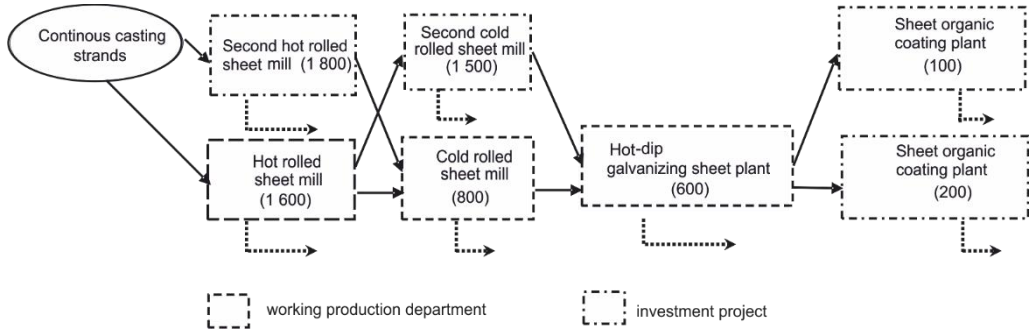 Continous casting
strands
Second hot rolled
sheet mill (1 800)
Second cold
rolled sheet mill
(1 500)
Sheet organic
coating plant
(100)
Hot rolled
sheet mill
(1 600)
Cold rolled
sheet mill
(800)
Hot-dip
galvanizing sheet plant
(600)
Sheet organic
coating plant
(200)
working production department
investment project